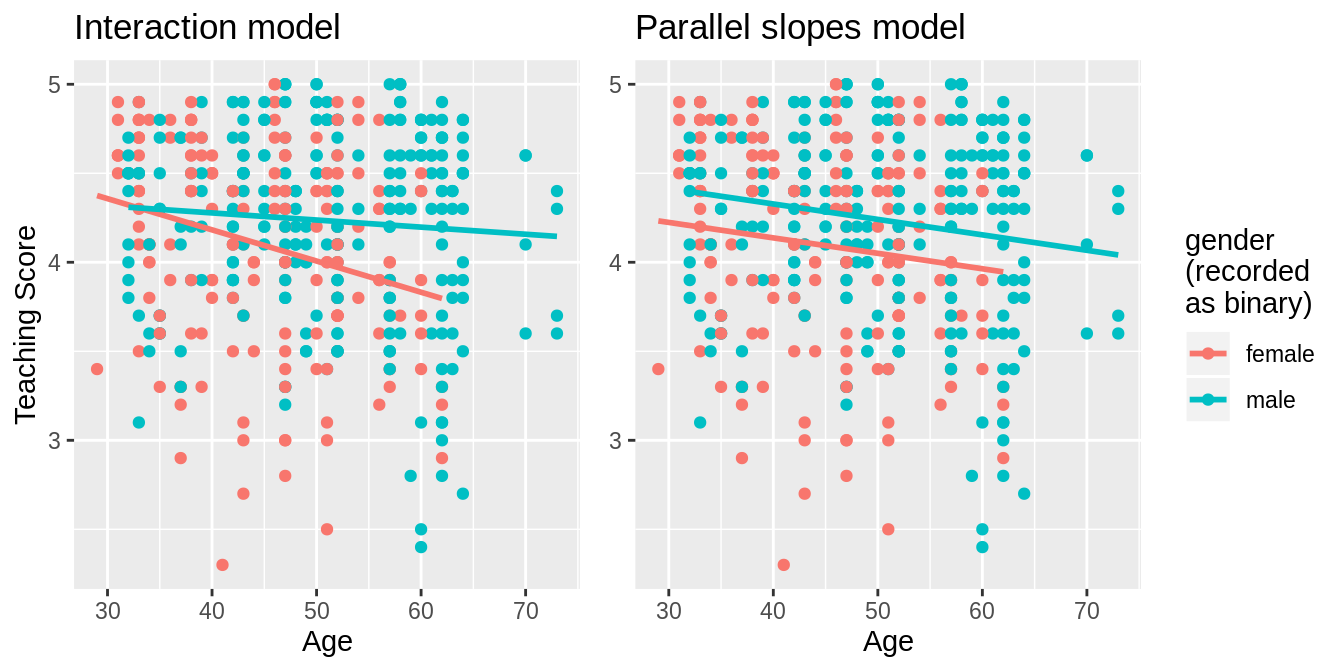 Interaction model
Parallel slopes model
Teaching Score
5
4
3
30 40 50 60 70
Age
5
4
3
30 40 50 60 70
Age
gender
(recorded
as binary)
female
male